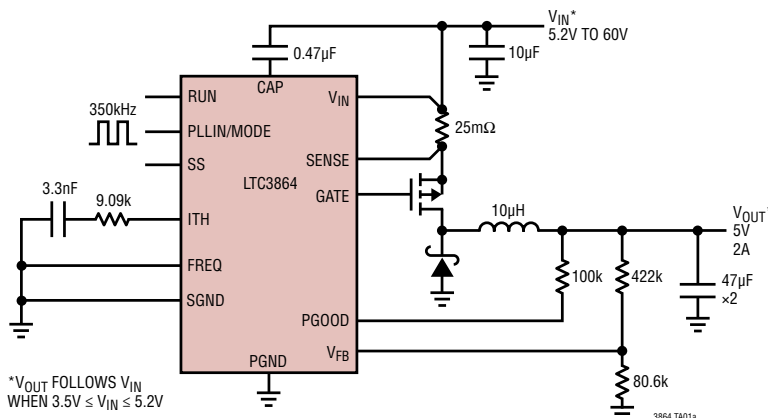 V_IN*
5.2V TO 60V
0.47µF
10µF
CAP
RUN
V_IN
350kHz
25mΩ
PLLIN/MODE
SENSE
SS
LTC3864
3.3nF
9.09k
GATE
ITH
10µH
V_OUT*
5V
2A
FREQ
100k
422k
47µF
×2
SGND
PGOOD
V_FB
PGND
80.6k
*V_OUT FOLLOWS V_IN
WHEN 3.5V ≤ V_IN ≤ 5.2V
3864 TA01a